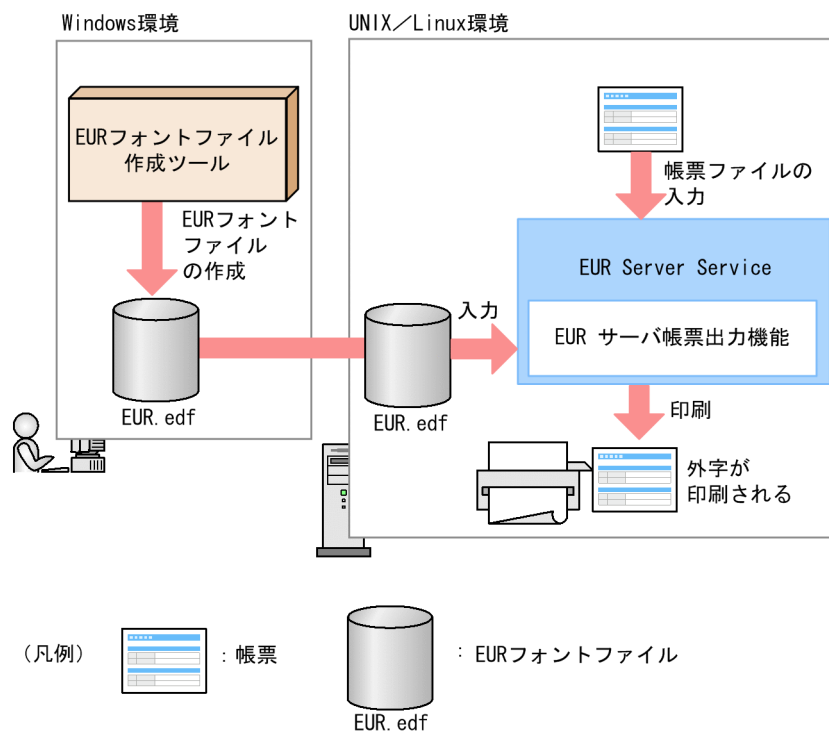 Windows環境
UNIX／Linux環境
EURフォントファイル
作成ツール
帳票ファイルの
入力
EURフォント
ファイル
の作成
EUR Server Service
入力
EUR サーバ帳票出力機能
EUR.edf
EUR.edf
印刷
外字が
印刷される
（凡例）
：帳票
：EURフォントファイル
EUR.edf